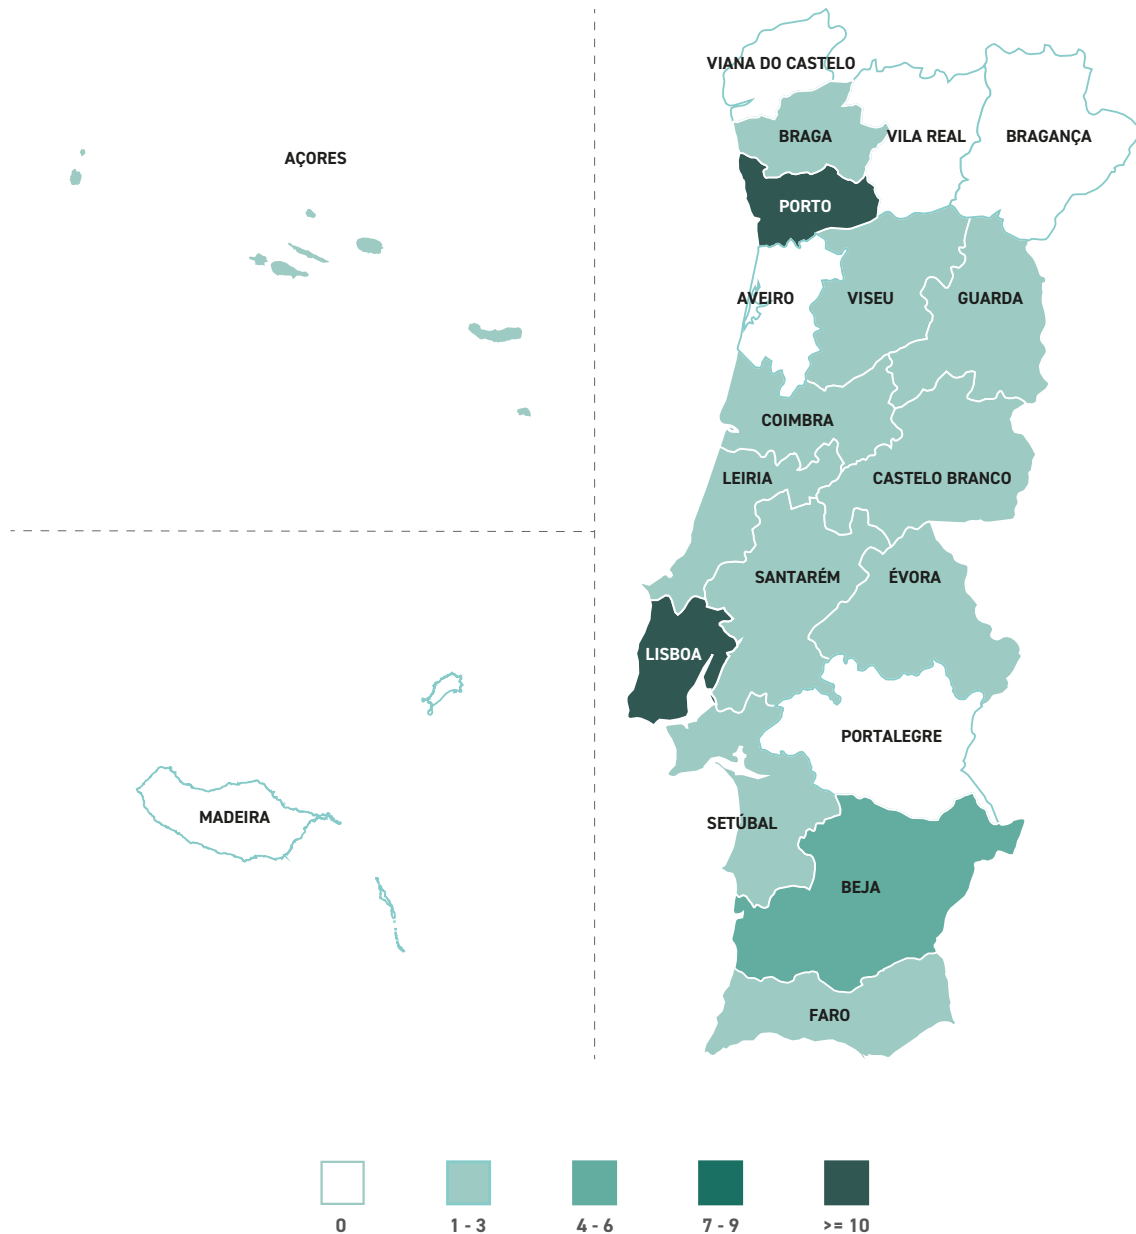 VIANA DO CASTELO
BRAGA
VILA REAL
BRAGANÇA
AÇORES
PORTO
AVEIRO
VISEU
GUARDA
COIMBRA
LEIRIA
CASTELO BRANCO
SANTARÉM
ÉVORA
LISBOA
PORTALEGRE
MADEIRA
SETÚBAL
BEJA
FARO
0
1 - 3
4 - 6
7 - 9
>= 10